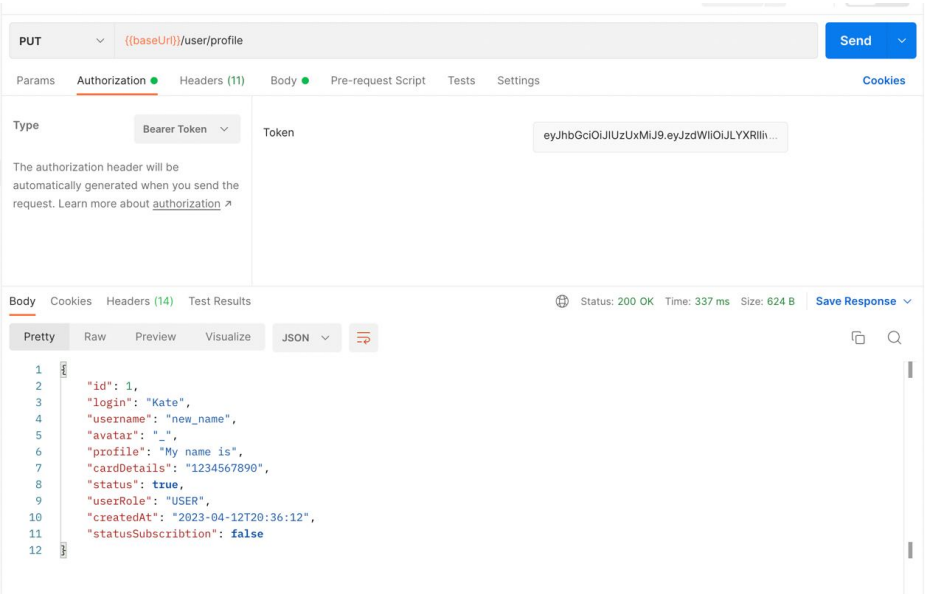 PUT {{baseUrl}}/user/profile Send
Params Authorization Headers (11) Body Pre-request Script Tests Settings Cookies
Type Bearer Token
The authorization header will be
automatically generated when you send the
request. Learn more about authorization ↗
Token eyJhbGciOiJIUzUxMiJ9.eyJzdWIiOiJLYXRlIiv...
Body Cookies Headers (14) Test Results Status: 200 OK Time: 337 ms Size: 624 B Save Response
Pretty Raw Preview Visualize JSON
1 {
2 "id": 1,
3 "login": "Kate",
4 "username": "new_name",
5 "avatar": "_",
6 "profile": "My name is",
7 "cardDetails": "1234567890",
8 "status": true,
9 "userRole": "USER",
10 "createdAt": "2023-04-12T20:36:12",
11 "statusSubscribtion": false
12 }